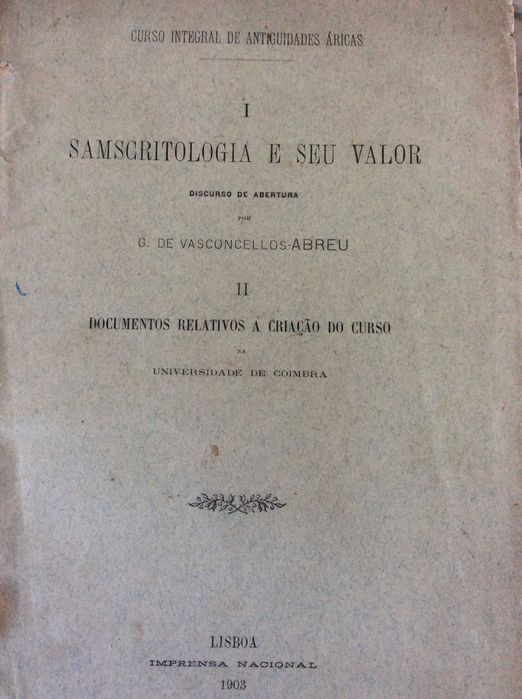 CURSO INTEGRAL DE ANTIGUIDADES ÁRICAS
I
SAMSCRITOLOGIA E SEU VALOR
DISCURSO DE ABERTURA
POR
G. DE VASCONCELLOS-ABREU
II
DOCUMENTOS RELATIVOS Á CRIAÇÃO DO CURSO
NA
UNIVERSIDADE DE COIMBRA
LISBOA
IMPRENSA NACIONAL
1903